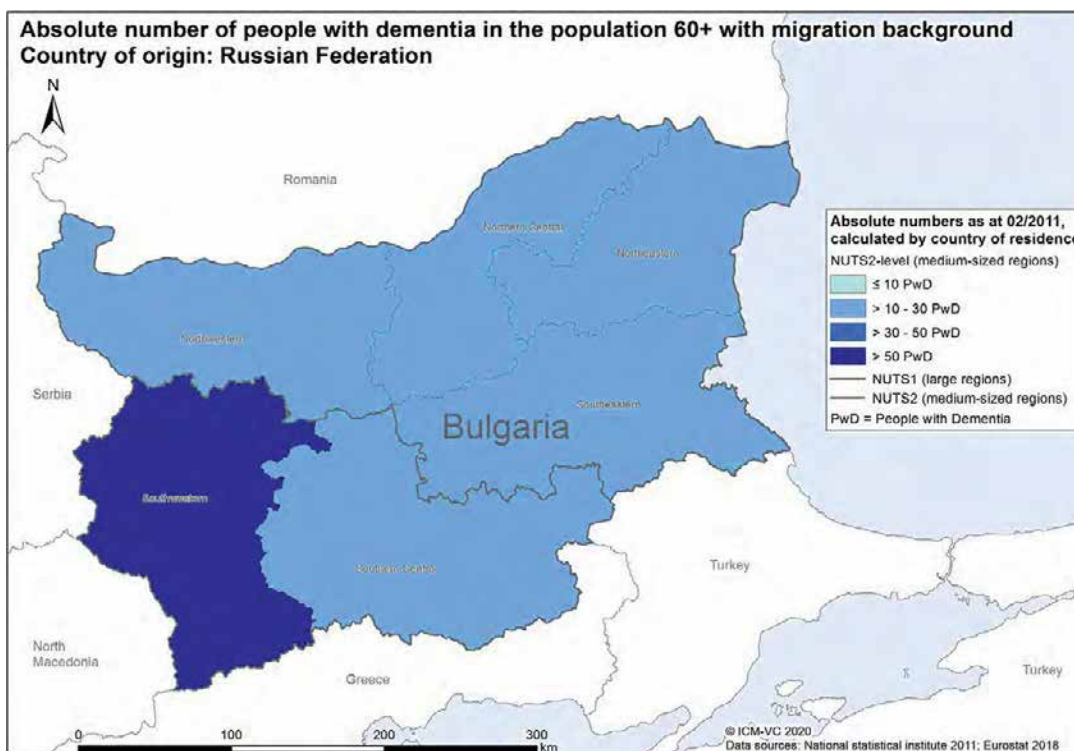 Absolute number of people with dementia in the population 60+ with migration background
Country of origin: Russian Federation
N
Romania
Northern Central
Northeastern
Absolute numbers as at 02/2011,
calculated by country of residence
NUTS2-level (medium-sized regions)
≤ 10 PwD
> 10 - 30 PwD
> 30 - 50 PwD
> 50 PwD
NUTS1 (large regions)
NUTS2 (medium-sized regions)
PwD = People with Dementia
Northwestern
Serbia
Southeastern
Bulgaria
Southwestern
Southern Central
Turkey
North
Macedonia
Greece
Turkey
0 100 200 300
km
© ICM-VC 2020
Data sources: National statistical institute 2011; Eurostat 2018